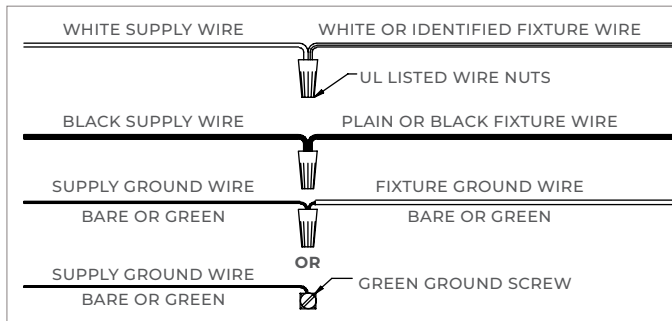 WHITE SUPPLY WIRE
WHITE OR IDENTIFIED FIXTURE WIRE
UL LISTED WIRE NUTS
BLACK SUPPLY WIRE
PLAIN OR BLACK FIXTURE WIRE
SUPPLY GROUND WIRE
FIXTURE GROUND WIRE
BARE OR GREEN
BARE OR GREEN
OR
SUPPLY GROUND WIRE
GREEN GROUND SCREW
BARE OR GREEN